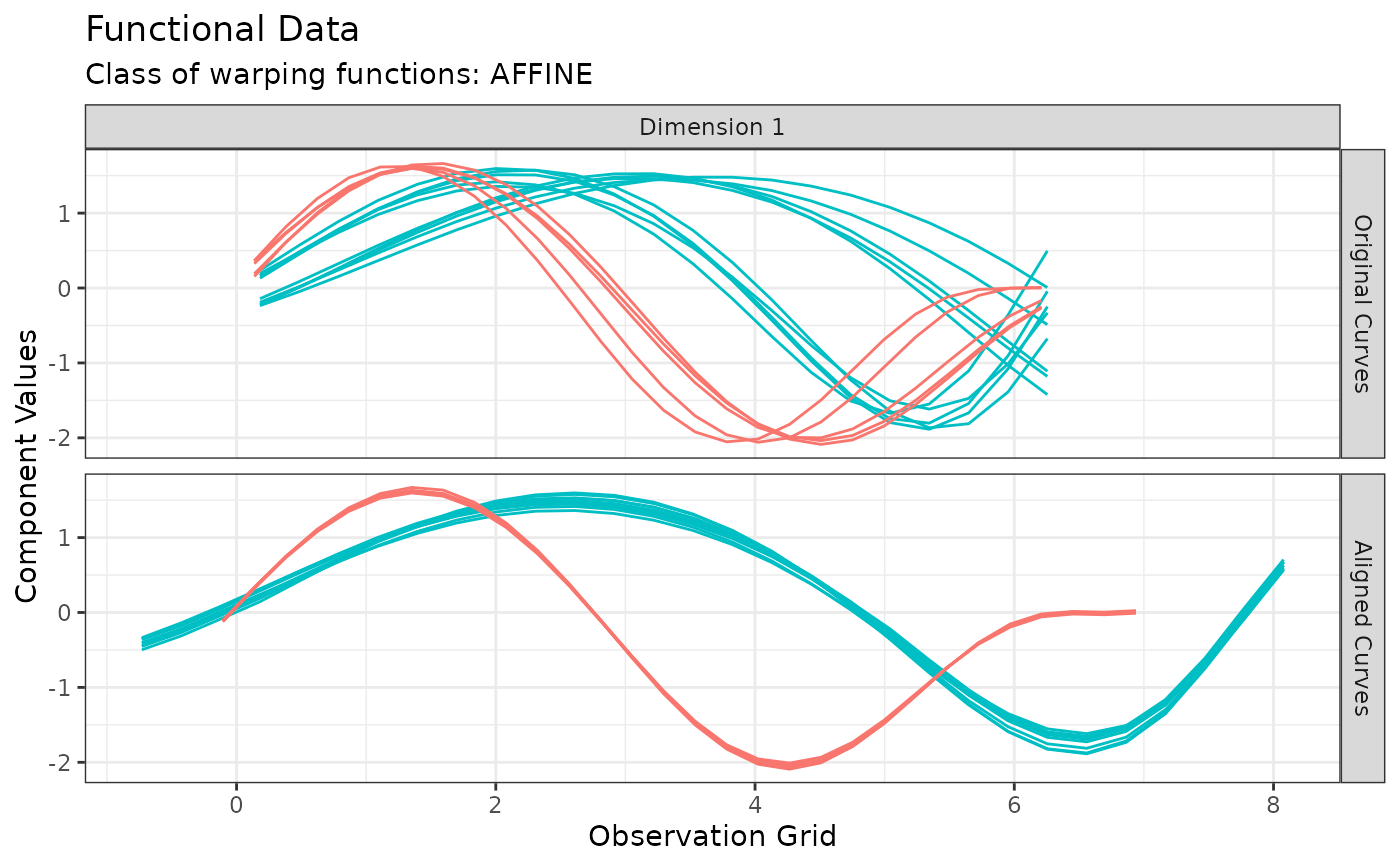 Functional Data
Class of warping functions: AFFINE
Dimension 1
Component Values
1
0
-1
-2
Original Curves
1
0
-1
-2
Aligned Curves
0 2 4 6 8
Observation Grid